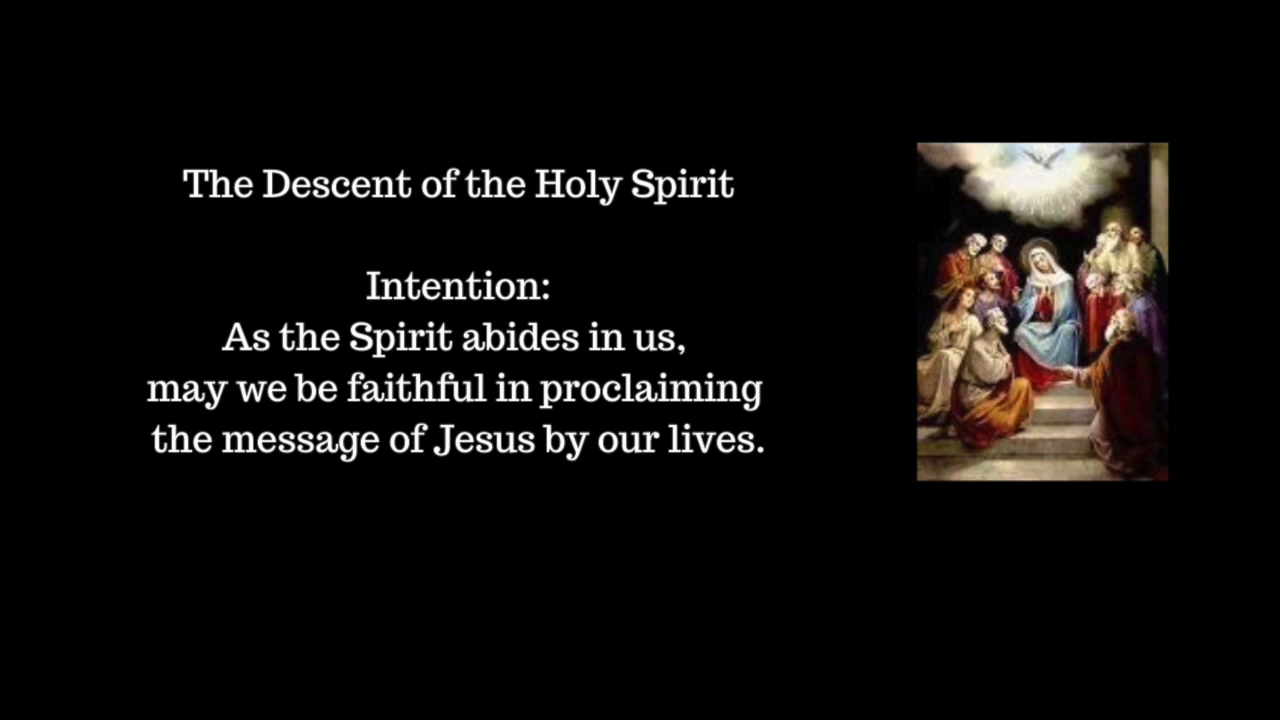 The Descent of the Holy Spirit
Intention:
As the Spirit abides in us,
may we be faithful in proclaiming
the message of Jesus by our lives.